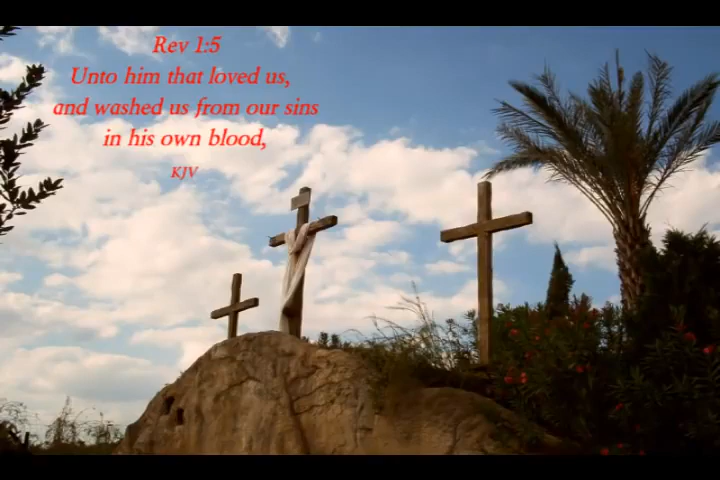 Rev 1:5
Unto him that loved us,
and washed us from our sins
in his own blood,
KJV